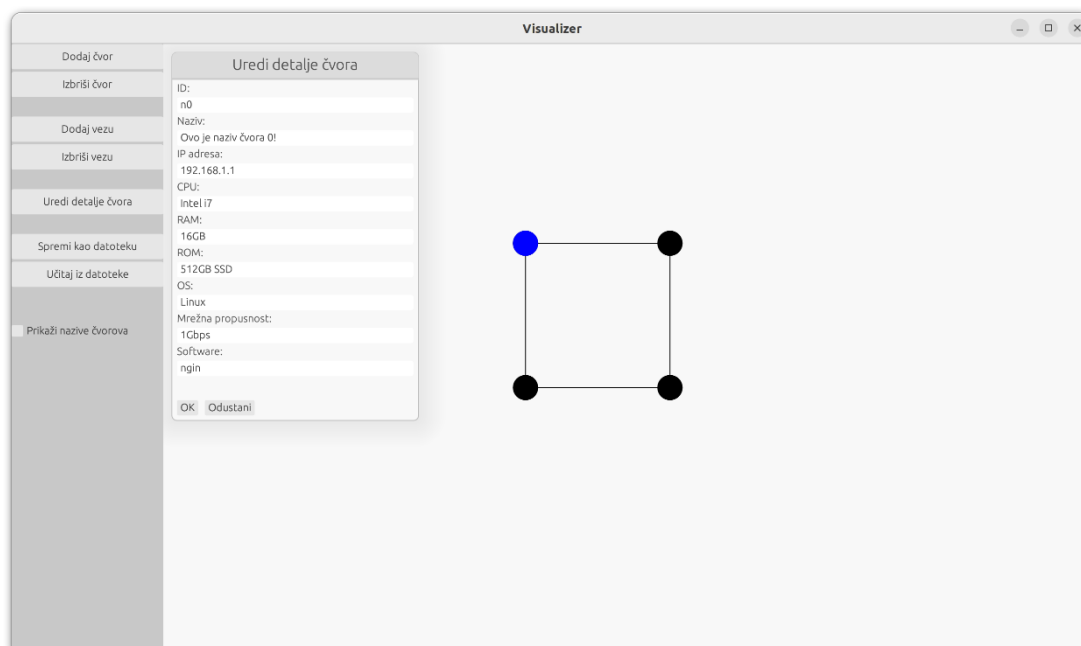 Visualizer
Dodaj čvor
Izbriši čvor
Dodaj vezu
Izbriši vezu
Uredi detalje čvora
Spremi kao datoteku
Učitaj iz datoteke
Prikaži nazive čvorova
Uredi detalje čvora
ID:
n0
Naziv:
Ovo je naziv čvora 0!
IP adresa:
192.168.1.1
CPU:
Intel i7
RAM:
16GB
ROM:
512GB SSD
OS:
Linux
Mrežna propusnost:
1Gbps
Software:
ngin
OK Odustani